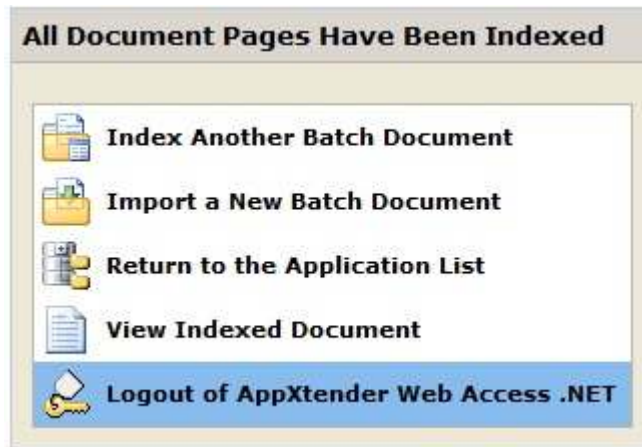 All Document Pages Have Been Indexed
Index Another Batch Document
Import a New Batch Document
Return to the Application List
View Indexed Document
Logout of AppXtender Web Access .NET